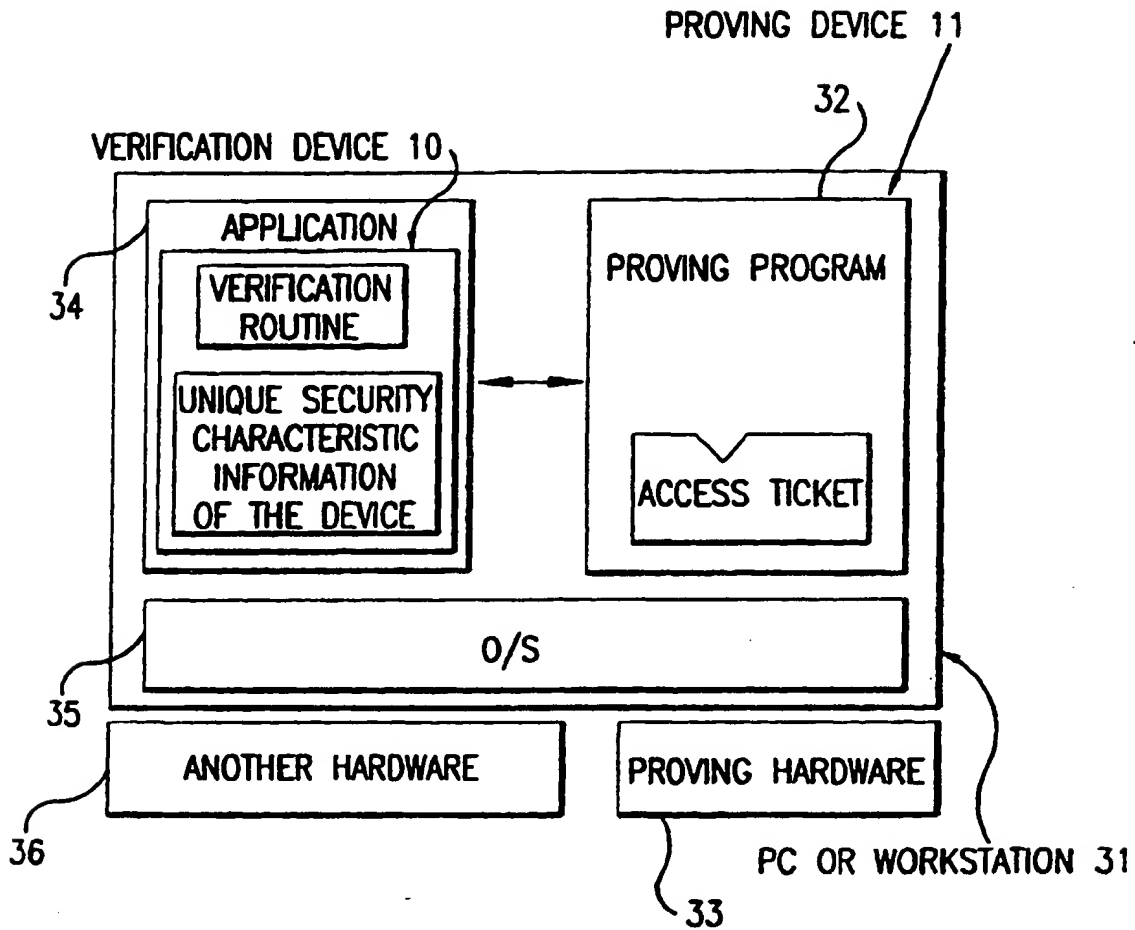 PROVING DEVICE 11
32
VERIFICATION DEVICE 10
APPLICATION
34
VERIFICATION
ROUTINE
UNIQUE SECURITY
CHARACTERISTIC
INFORMATION
OF THE DEVICE
PROVING PROGRAM
ACCESS TICKET
O/S
35
ANOTHER HARDWARE
PROVING HARDWARE
36
PC OR WORKSTATION 31
33